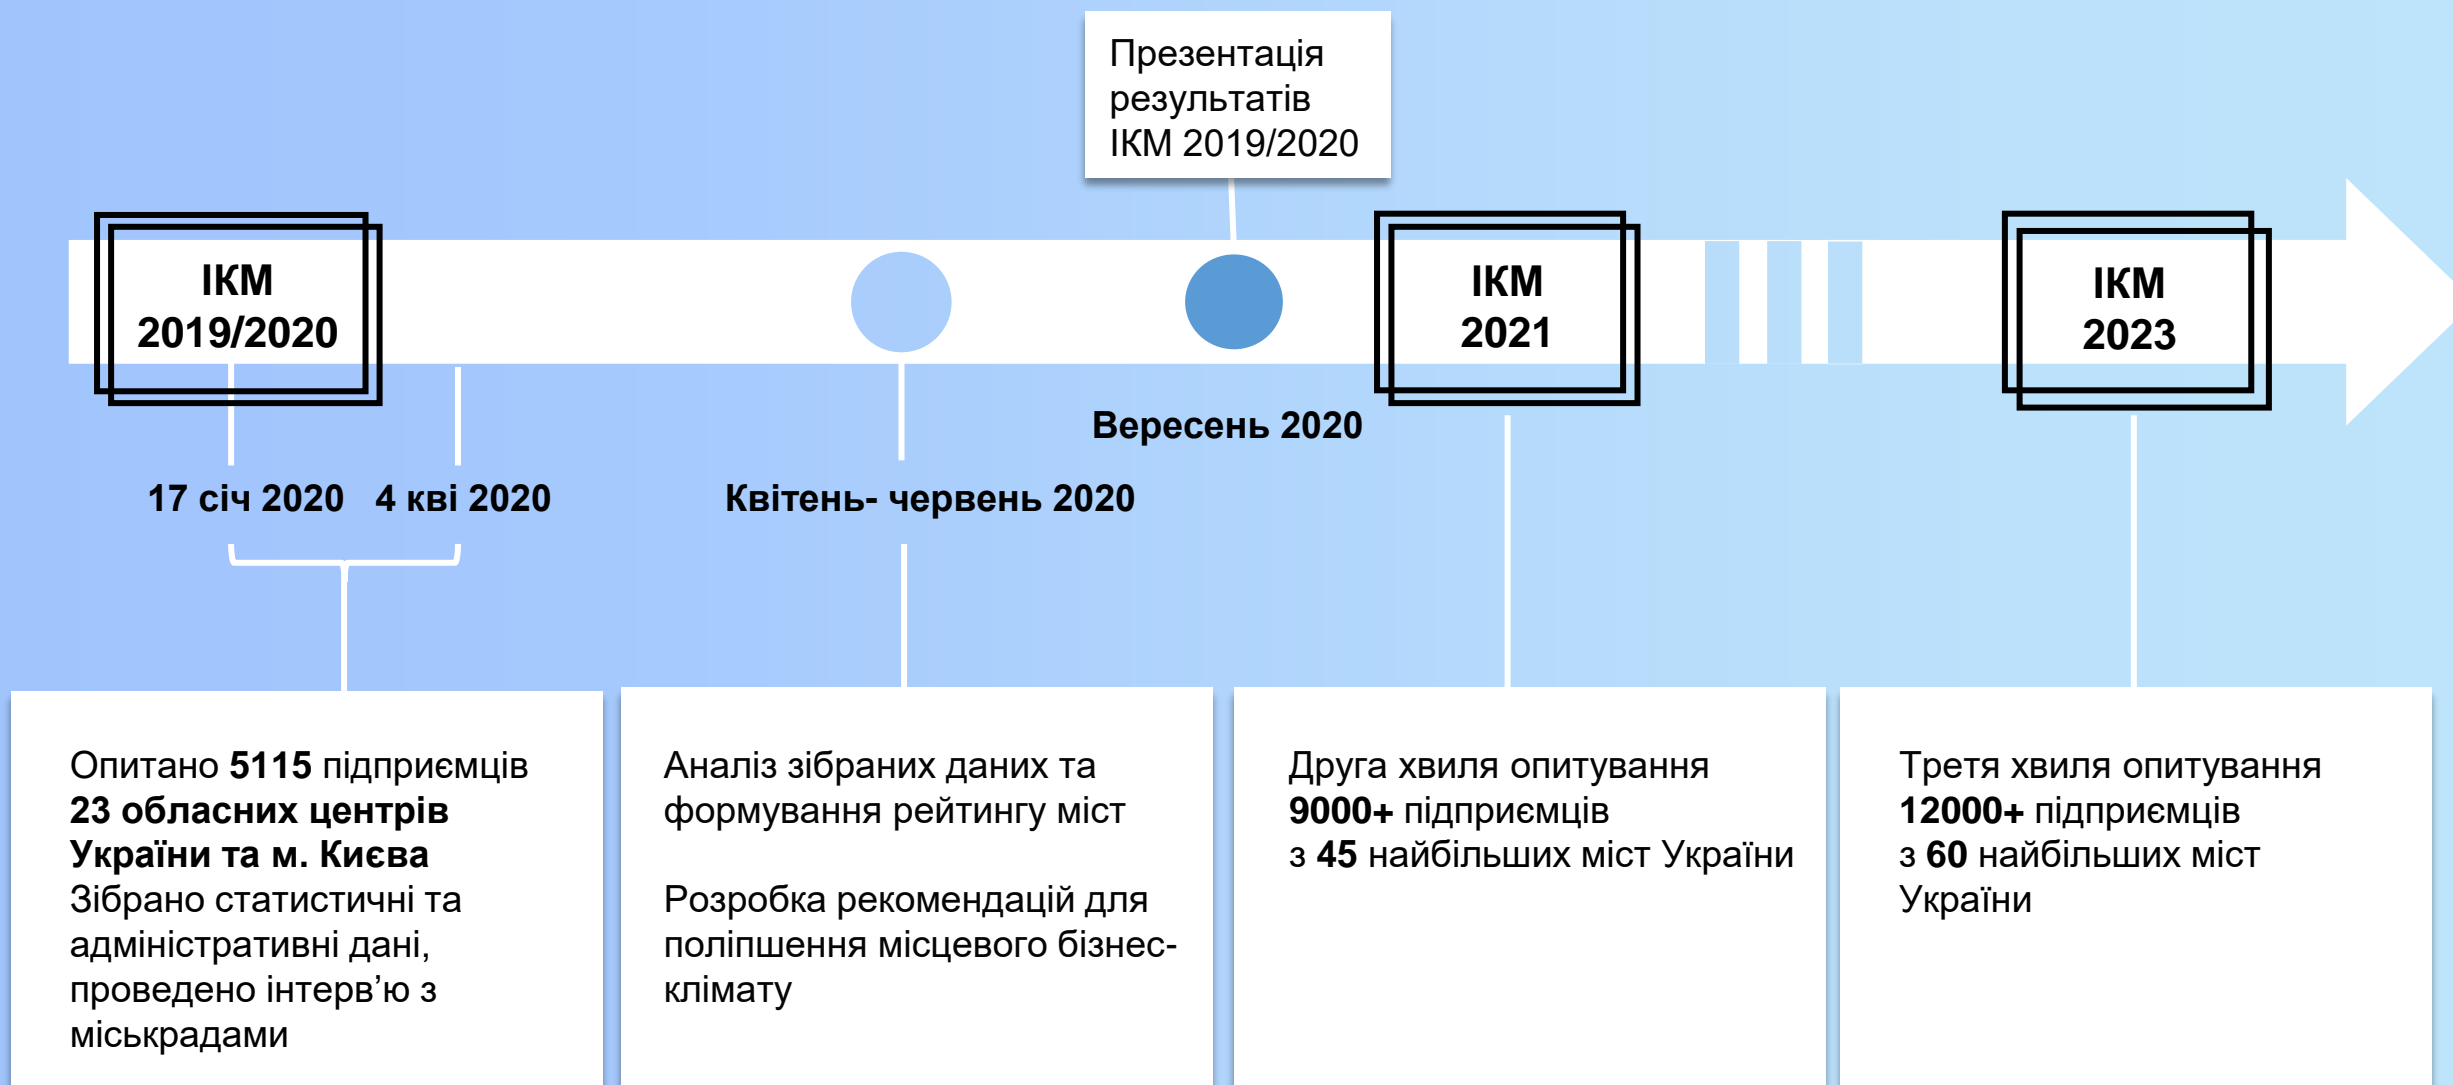 Презентація
результатів
ІКМ 2019/2020
ІКМ
2019/2020
ІКМ
2021
ІКМ
2023
Вересень 2020
17 січ 2020
4 кві 2020
Квітень- червень 2020
Опитано 5115 підприємців
23 обласних центрів
України та м. Києва
Зібрано статистичні та
адміністративні дані,
проведено інтерв’ю з
міськрадами
Аналіз зібраних даних та
формування рейтингу міст
Розробка рекомендацій для
поліпшення місцевого бізнес-
клімату
Друга хвиля опитування
9000+ підприємців
з 45 найбільших міст України
Третя хвиля опитування
12000+ підприємців
з 60 найбільших міст
України